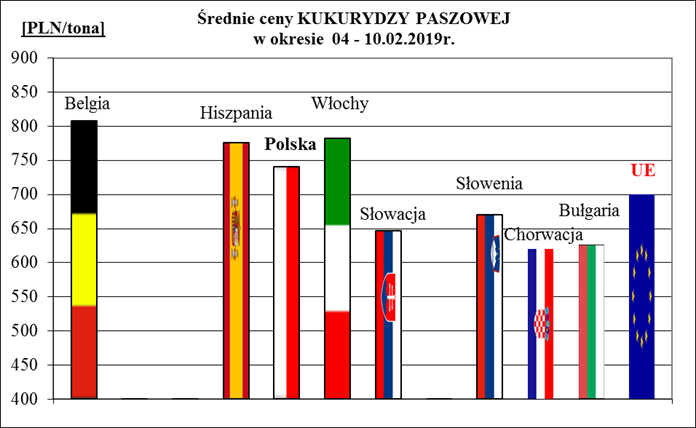 Średnie ceny KUKURYDZY PASZOWEJ
w okresie 04 - 10.02.2019r.
[PLN/tona]
900
850
800
750
700
650
600
550
500
450
400
Belgia
Hiszpania
Polska
Włochy
Słowacja
Słowenia
Chorwacja
Bułgaria
UE